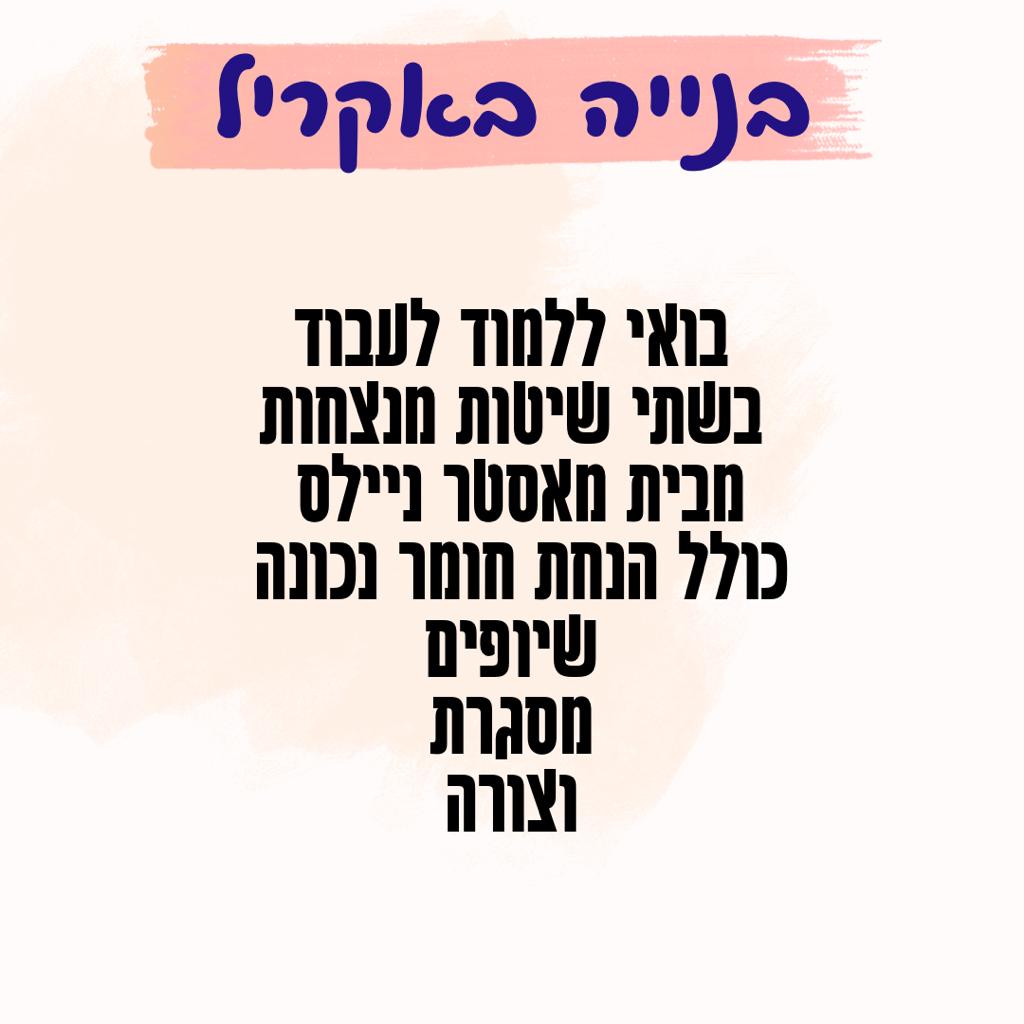 בנייה באקריל
בואי ללמוד לעבוד
בשתי שיטות מנצחות
מבית מאסטר ניילס
כולל הנחת חומר נכונה
שיופים
מסגרת
וצורה